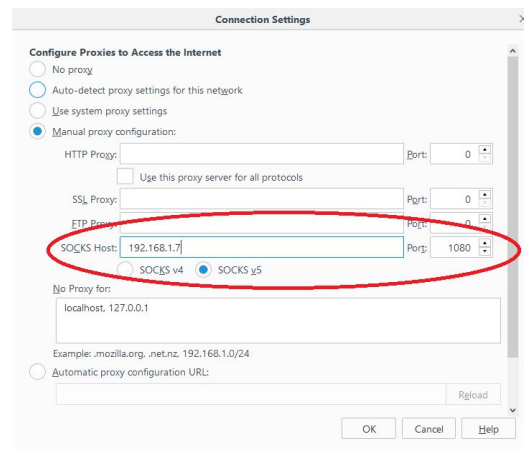 Connection Settings
Configure Proxies to Access the Internet
No proxy
Auto-detect proxy settings for this network
Use system proxy settings
Manual proxy configuration:
HTTP Proxy: Port: 0
Use this proxy server for all protocols
SSL Proxy: Port: 0
FTP Proxy: Port: 0
SOCKS Host: 192.168.1.7 Port: 1080
SOCKS v4 SOCKS v5
No Proxy for:
localhost, 127.0.0.1
Example: .mozilla.org, .net.nz, 192.168.1.0/24
Automatic proxy configuration URL:
Reload
OK Cancel Help